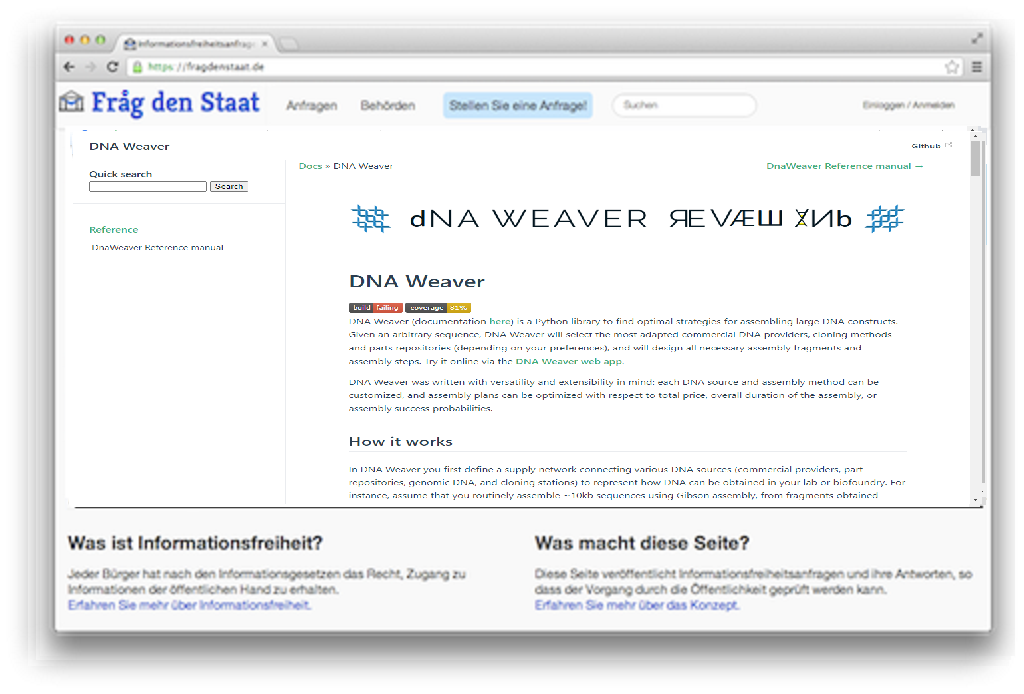 Informationsfreiheitsanfrag
https://fragdenstaat.de
Fråg den Staat
Anfragen
Behörden
Stellen Sie eine Anfrage!
Suchen
Einloggen / Anmelden
DNA Weaver
Github
Quick search
Search
Docs » DNA Weaver
DnaWeaver Reference manual →
dNA WEAVER ЯEVÆШ ɎИb
Reference
DnaWeaver Reference manual
DNA Weaver
build failing coverage 81%
DNA Weaver (documentation here) is a Python library to find optimal strategies for assembling large DNA constructs.
Given an arbitrary sequence, DNA Weaver will select the most adapted commercial DNA providers, cloning methods
and parts repositories (depending on your preferences), and will design all necessary assembly fragments and
assembly steps. Try it online via the DNA Weaver web app.
DNA Weaver was written with versatility and extensibility in mind: each DNA source and assembly method can be
customized, and assembly plans can be optimized with respect to total price, overall duration of the assembly, or
assembly success probabilities.
How it works
In DNA Weaver you first define a supply network connecting various DNA sources (commercial providers, part
repositories, genomic DNA, and cloning stations) to represent how DNA can be obtained in your lab or biofoundry. For
instance, assume that you routinely assemble ~10kb sequences using Gibson assembly, from fragments obtained
Was ist Informationsfreiheit?
Jeder Bürger hat nach den Informationsgesetzen das Recht, Zugang zu
Informationen der öffentlichen Hand zu erhalten.
Erfahren Sie mehr über Informationsfreiheit.
Was macht diese Seite?
Diese Seite veröffentlicht Informationsfreiheitsanfragen und ihre Antworten, so
dass der Vorgang durch die Öffentlichkeit geprüft werden kann.
Erfahren Sie mehr über das Konzept.